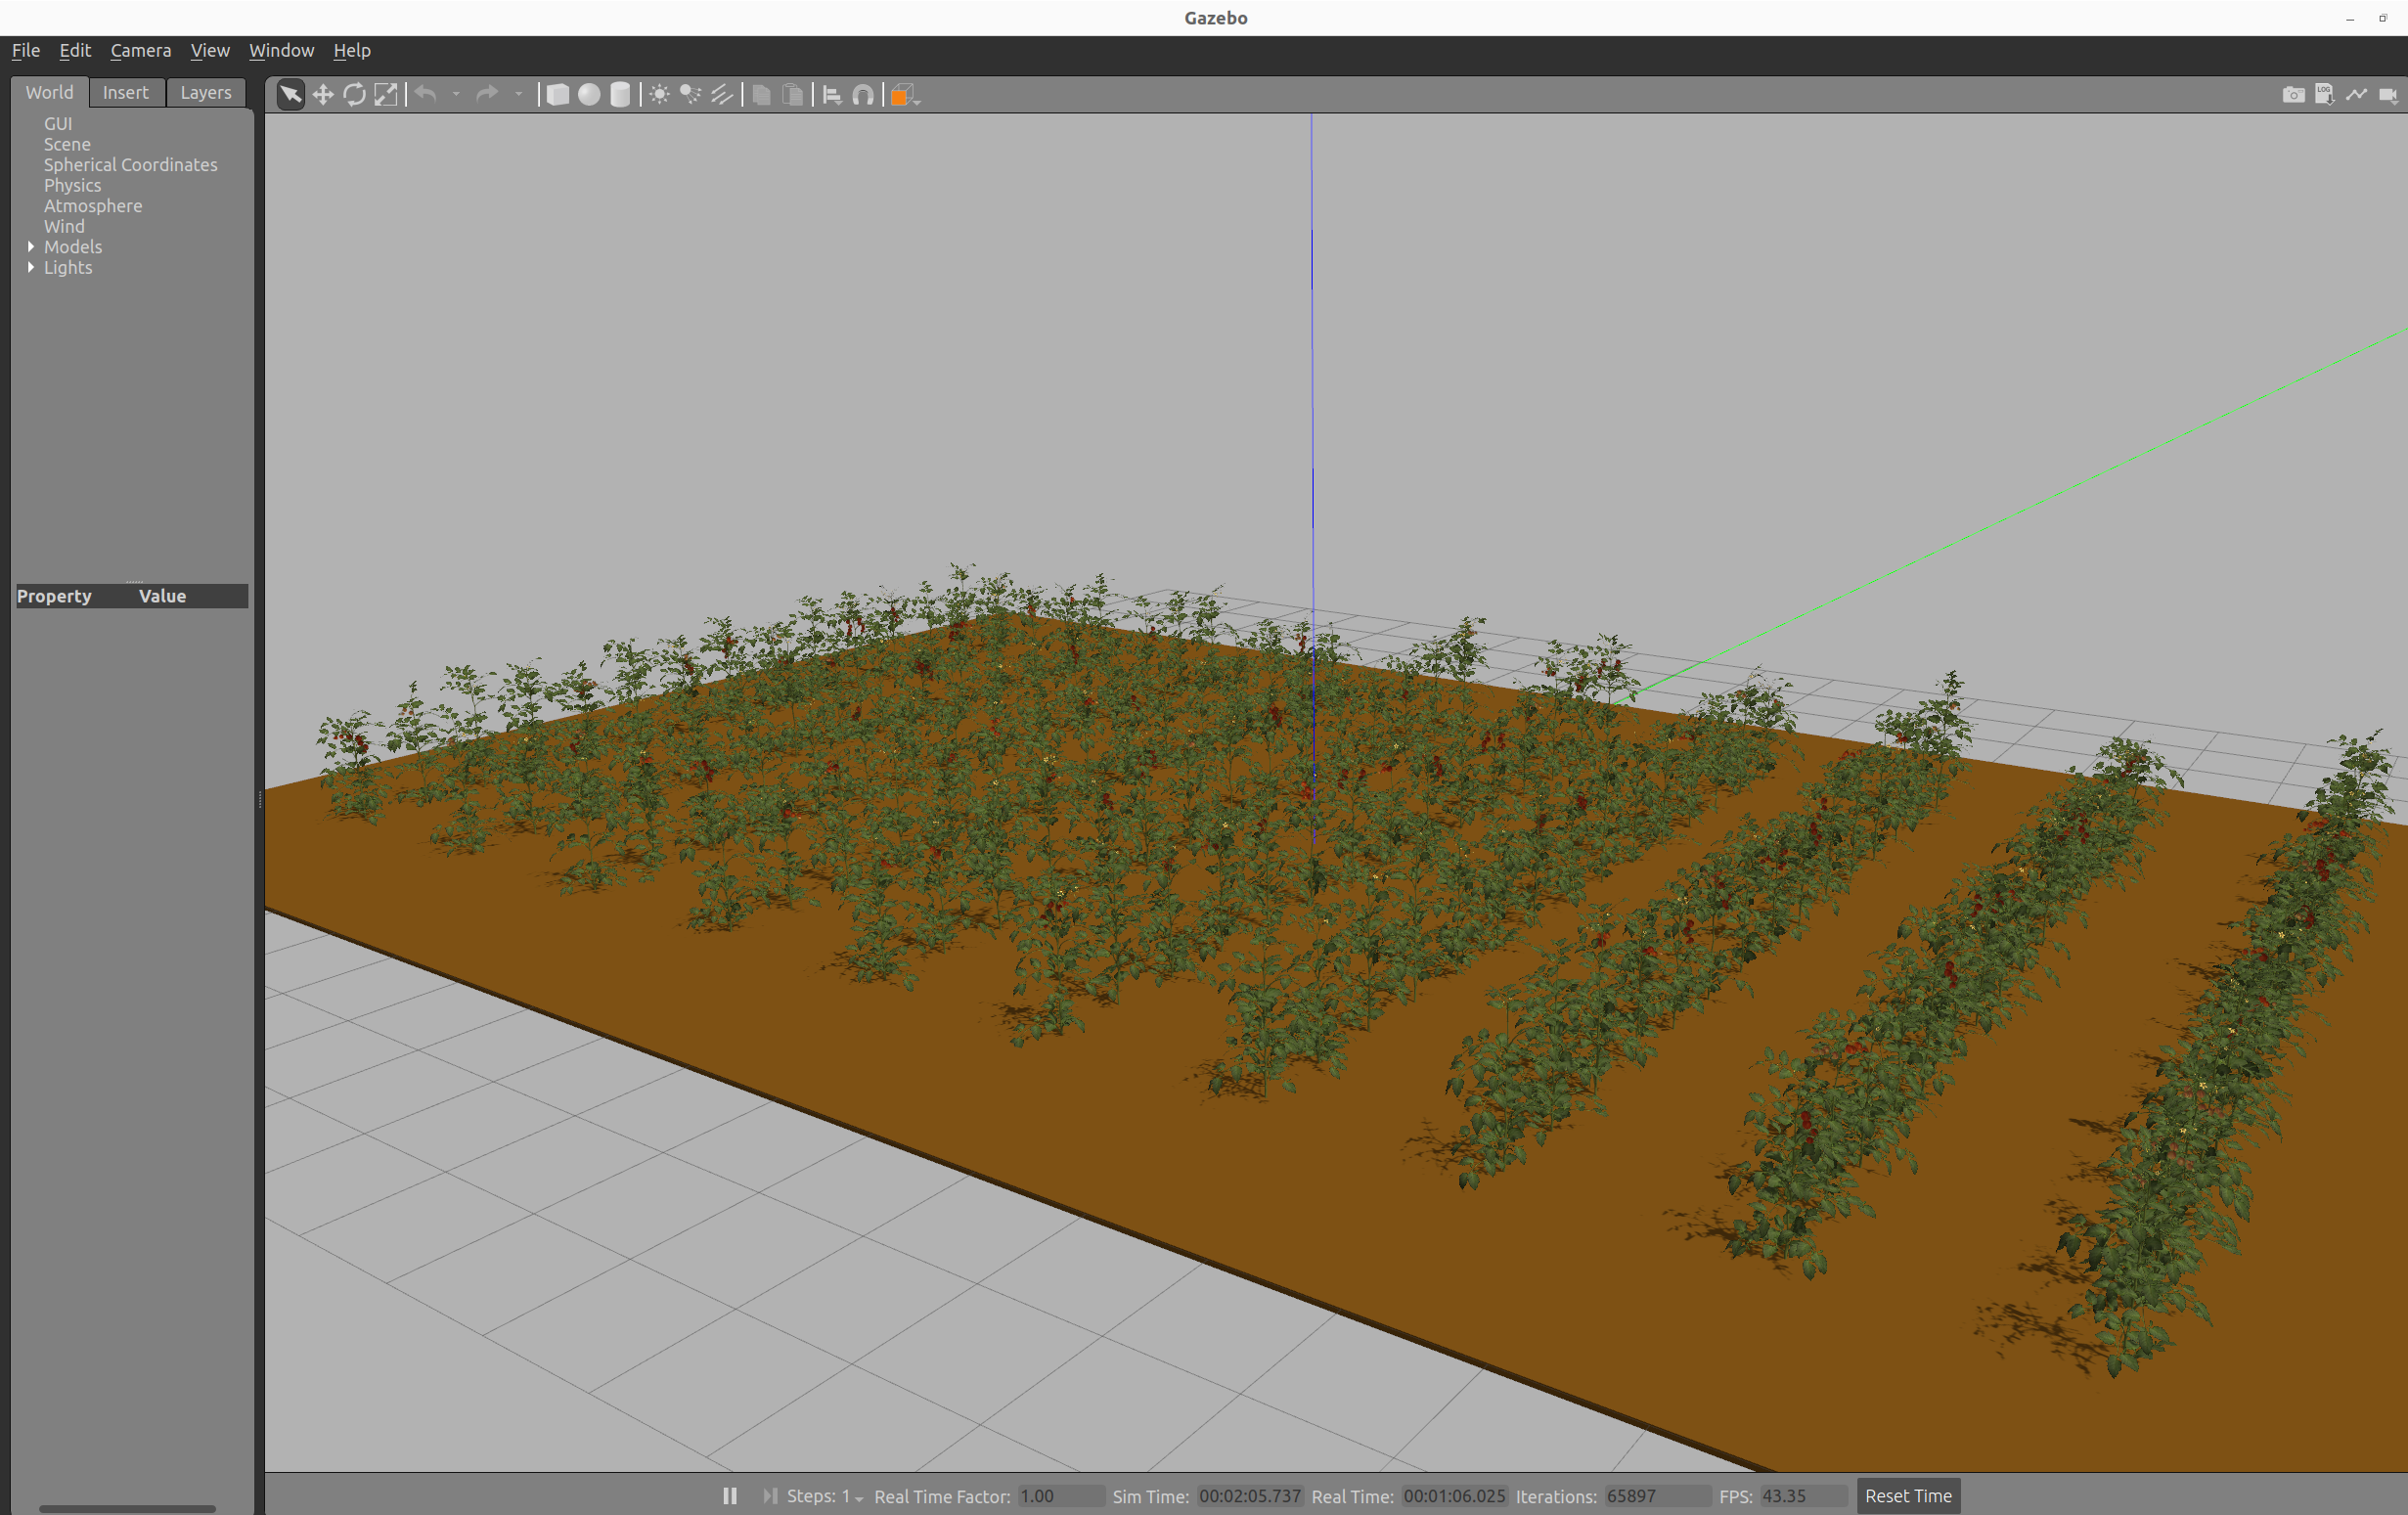 Gazebo
File Edit Camera View Window Help
World Insert Layers
GUI
Scene
Spherical Coordinates
Physics
Atmosphere
Wind
Models
Lights
LOG
Property Value
Steps: 1 Real Time Factor: 1.00 Sim Time: 00:02:05.737 Real Time: 00:01:06.025 Iterations: 65897 FPS: 43.35 Reset Time